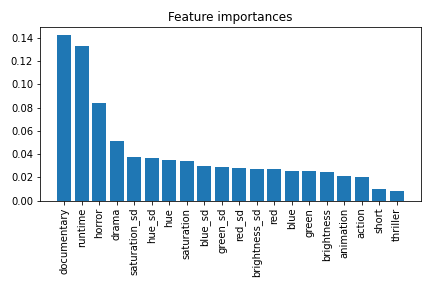 Feature importances
0.14
0.12
0.10
0.08
0.06
0.04
0.02
0.00
documentary
runtime
horror
drama
saturation_sd
hue_sd
hue
saturation
blue_sd
green_sd
red_sd
brightness_sd
red
blue
green
brightness
animation
action
short
thriller